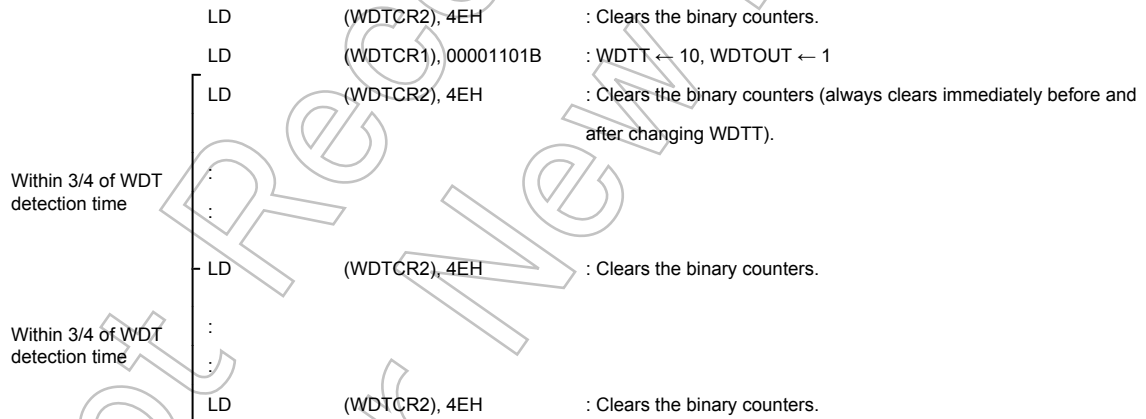 LD (WDTCR2), 4EH : Clears the binary counters.
LD (WDTCR1), 00001101B : WDTT ← 10, WDTOUT ← 1
LD (WDTCR2), 4EH : Clears the binary counters (always clears immediately before and
after changing WDTT).
Within 3/4 of WDT :
detection time :
LD (WDTCR2), 4EH : Clears the binary counters.
Within 3/4 of WDT :
detection time :
LD (WDTCR2), 4EH : Clears the binary counters.